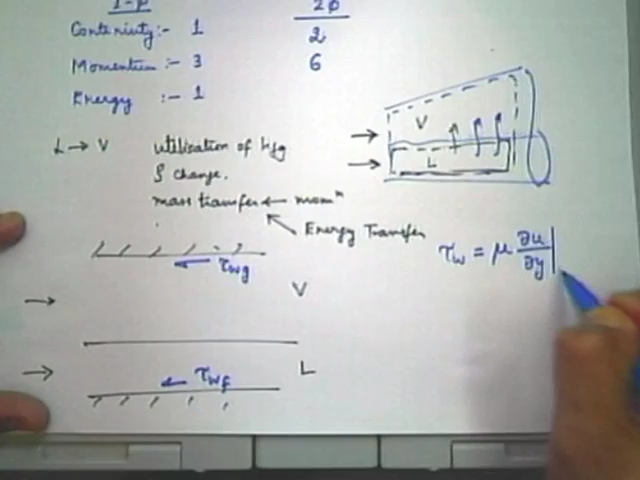 1-φ 2φ
Continuity:- 1 2
Momentum :- 3 6
Energy :- 1
L → V utilisation of hfg
ρ change.
mass transfer ← momⁿ
Energy Transfer
V
L
τwg
V
τwf
L
τw = μ ∂u/∂y|